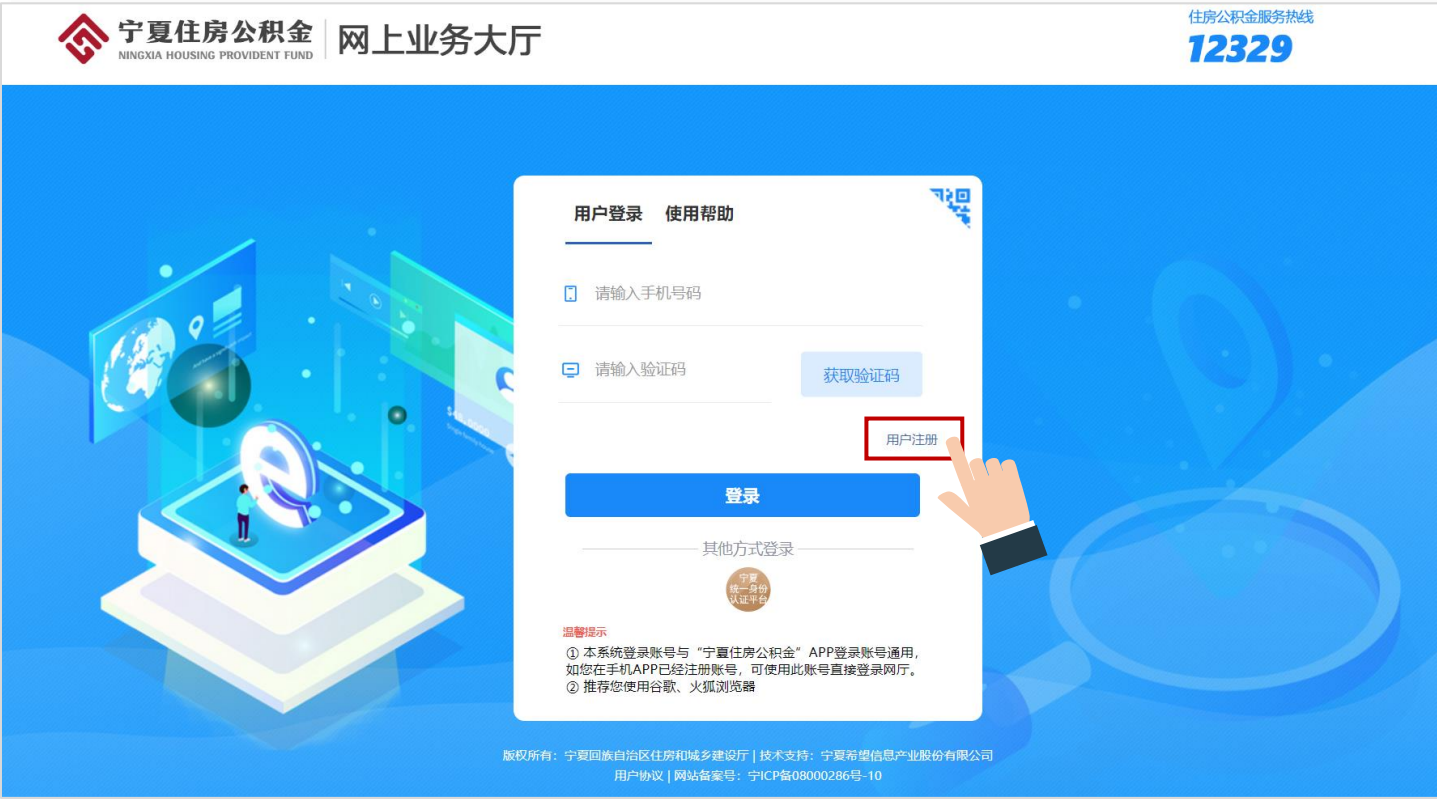 宁夏住房公积金
NINGXIA HOUSING PROVIDENT FUND
网上业务大厅
住房公积金服务热线
12329
用户登录 使用帮助
请输入手机号码
请输入验证码
获取验证码
用户注册
登录
其他方式登录
宁夏
统一身份
认证平台
温馨提示
① 本系统登录账号与“宁夏住房公积金”APP登录账号通用，
如您在手机APP已经注册账号，可使用此账号直接登录网厅。
② 推荐您使用谷歌、火狐浏览器
版权所有：宁夏回族自治区住房和城乡建设厅 | 技术支持：宁夏希望信息产业股份有限公司
用户协议 | 网站备案号：宁ICP备08000286号-10